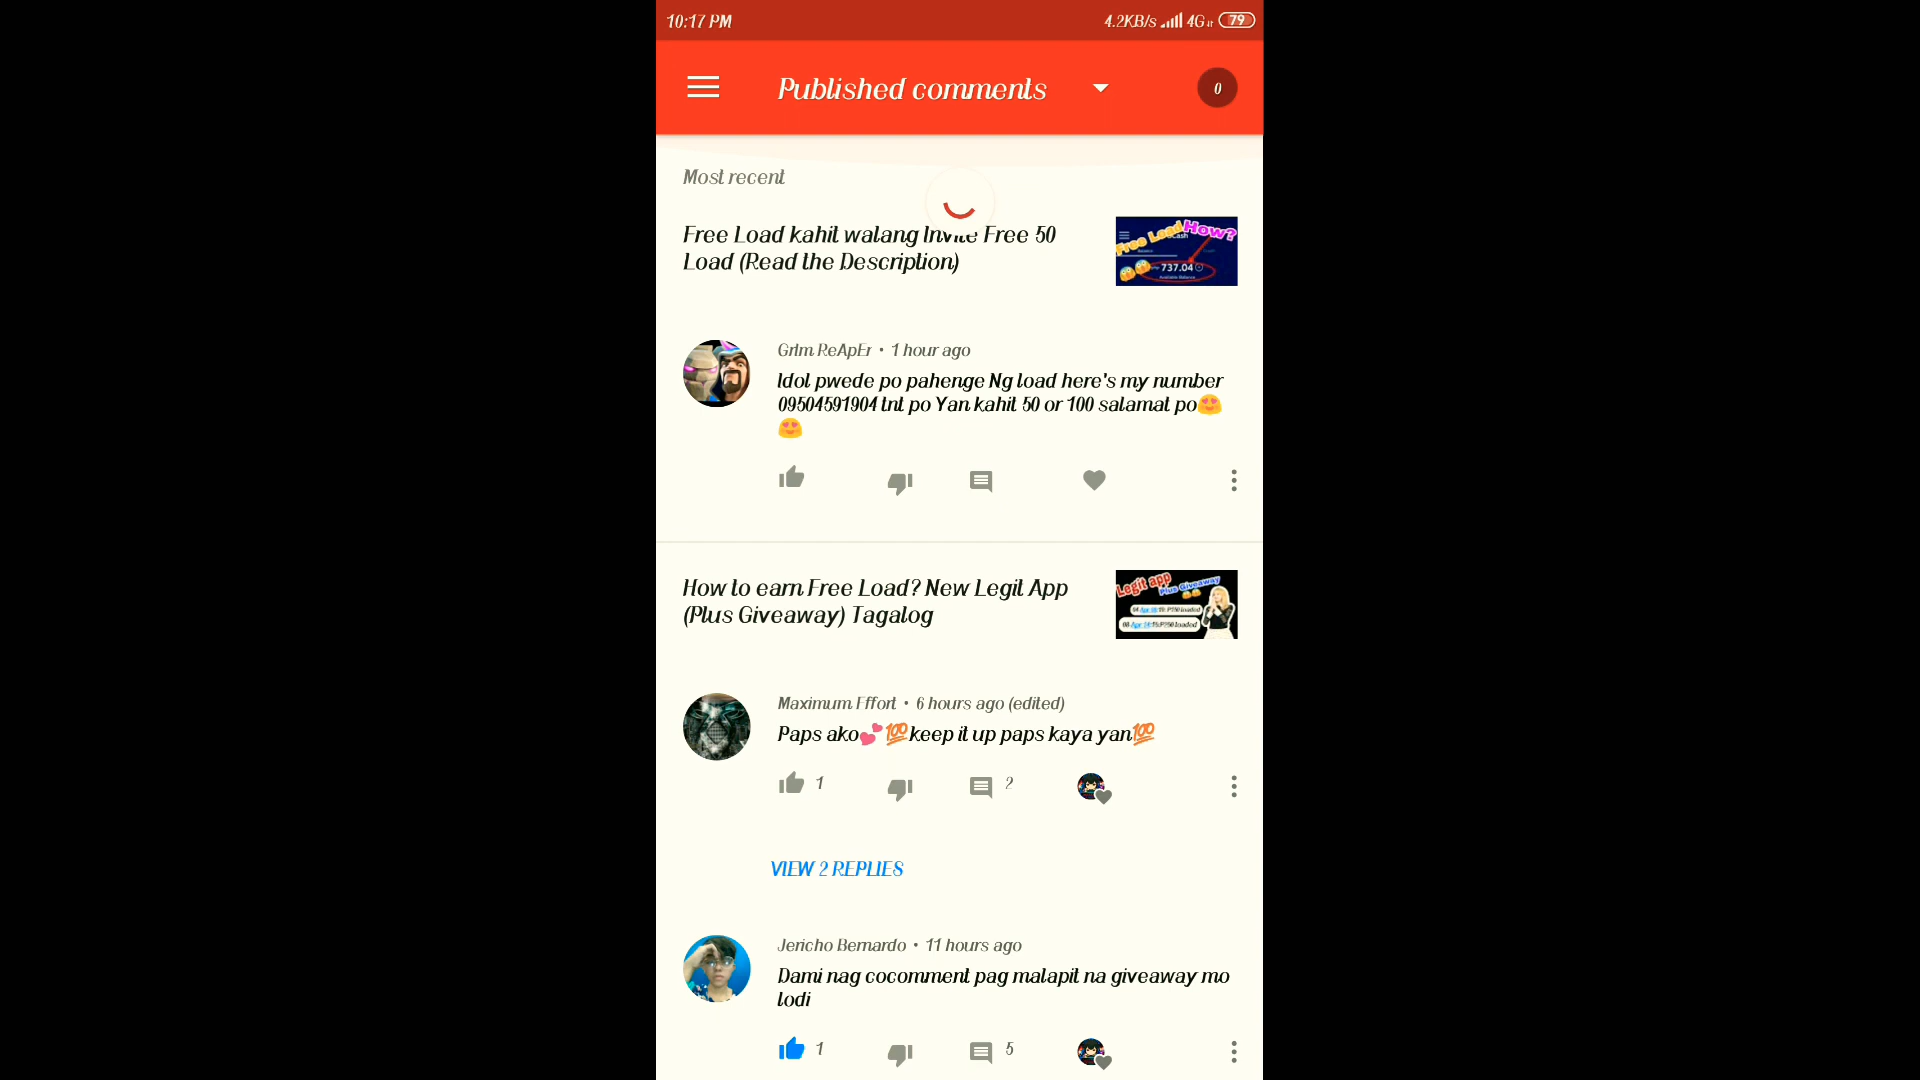 10:17 PM 4.2KB/s 4G 79
Published comments 0
Most recent
Free Load kahit walang Invite Free 50
Load (Read the Description)
Free Load How?
737.04
Available Balance
Grim ReApEr • 1 hour ago
Idol pwede po pahenge Ng load here's my number
09504591904 tnt po Yan kahit 50 or 100 salamat po😍
😍
How to earn Free Load? New Legit App
(Plus Giveaway) Tagalog
Legit app
Plus Giveaway
Maximum Effort • 6 hours ago (edited)
Paps ako💕💯keep it up paps kaya yan💯
1 2
VIEW 2 REPLIES
Jericho Bernardo • 11 hours ago
Dami nag cocomment pag malapit na giveaway mo
lodi
1 5